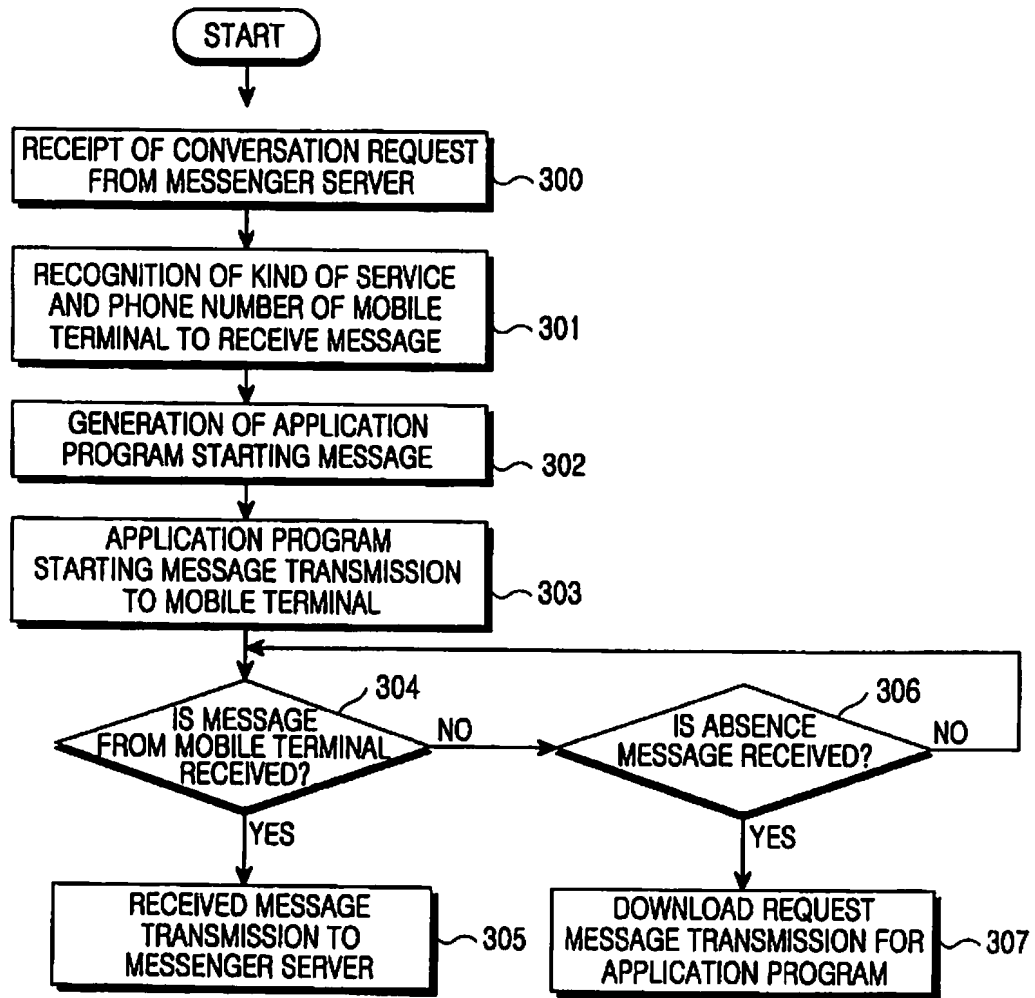 START
RECEIPT OF CONVERSATION REQUEST
FROM MESSENGER SERVER
300
RECOGNITION OF KIND OF SERVICE
AND PHONE NUMBER OF MOBILE
TERMINAL TO RECEIVE MESSAGE
301
GENERATION OF APPLICATION
PROGRAM STARTING MESSAGE
302
APPLICATION PROGRAM
STARTING MESSAGE TRANSMISSION
TO MOBILE TERMINAL
303
304
IS MESSAGE
FROM MOBILE TERMINAL
RECEIVED?
NO
YES
306
IS ABSENCE
MESSAGE RECEIVED?
NO
YES
RECEIVED MESSAGE
TRANSMISSION TO
MESSENGER SERVER
305
DOWNLOAD REQUEST
MESSAGE TRANSMISSION FOR
APPLICATION PROGRAM
307